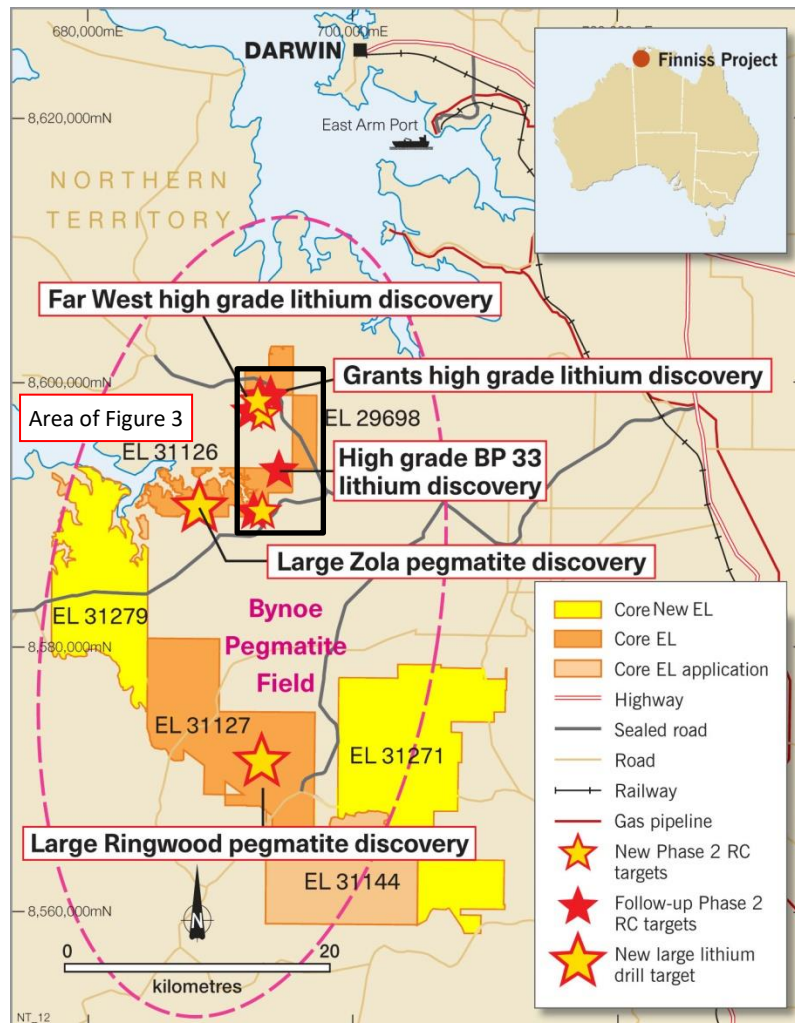 680,000mE
700,000mE
DARWIN
Finniss Project
8,620,000mN
East Arm Port
NORTHERN
TERRITORY
Far West high grade lithium discovery
8,600,000mN
Grants high grade lithium discovery
Area of Figure 3
EL 29698
EL 31126
High grade BP 33
lithium discovery
Large Zola pegmatite discovery
EL 31279
Bynoe
Pegmatite
Field
8,580,000mN
EL 31127
EL 31271
Large Ringwood pegmatite discovery
EL 31144
8,560,000mN
N
0 20
kilometres
NT_12
Core New EL
Core EL
Core EL application
Highway
Sealed road
Road
Railway
Gas pipeline
New Phase 2 RC
targets
Follow-up Phase 2
RC targets
New large lithium
drill target